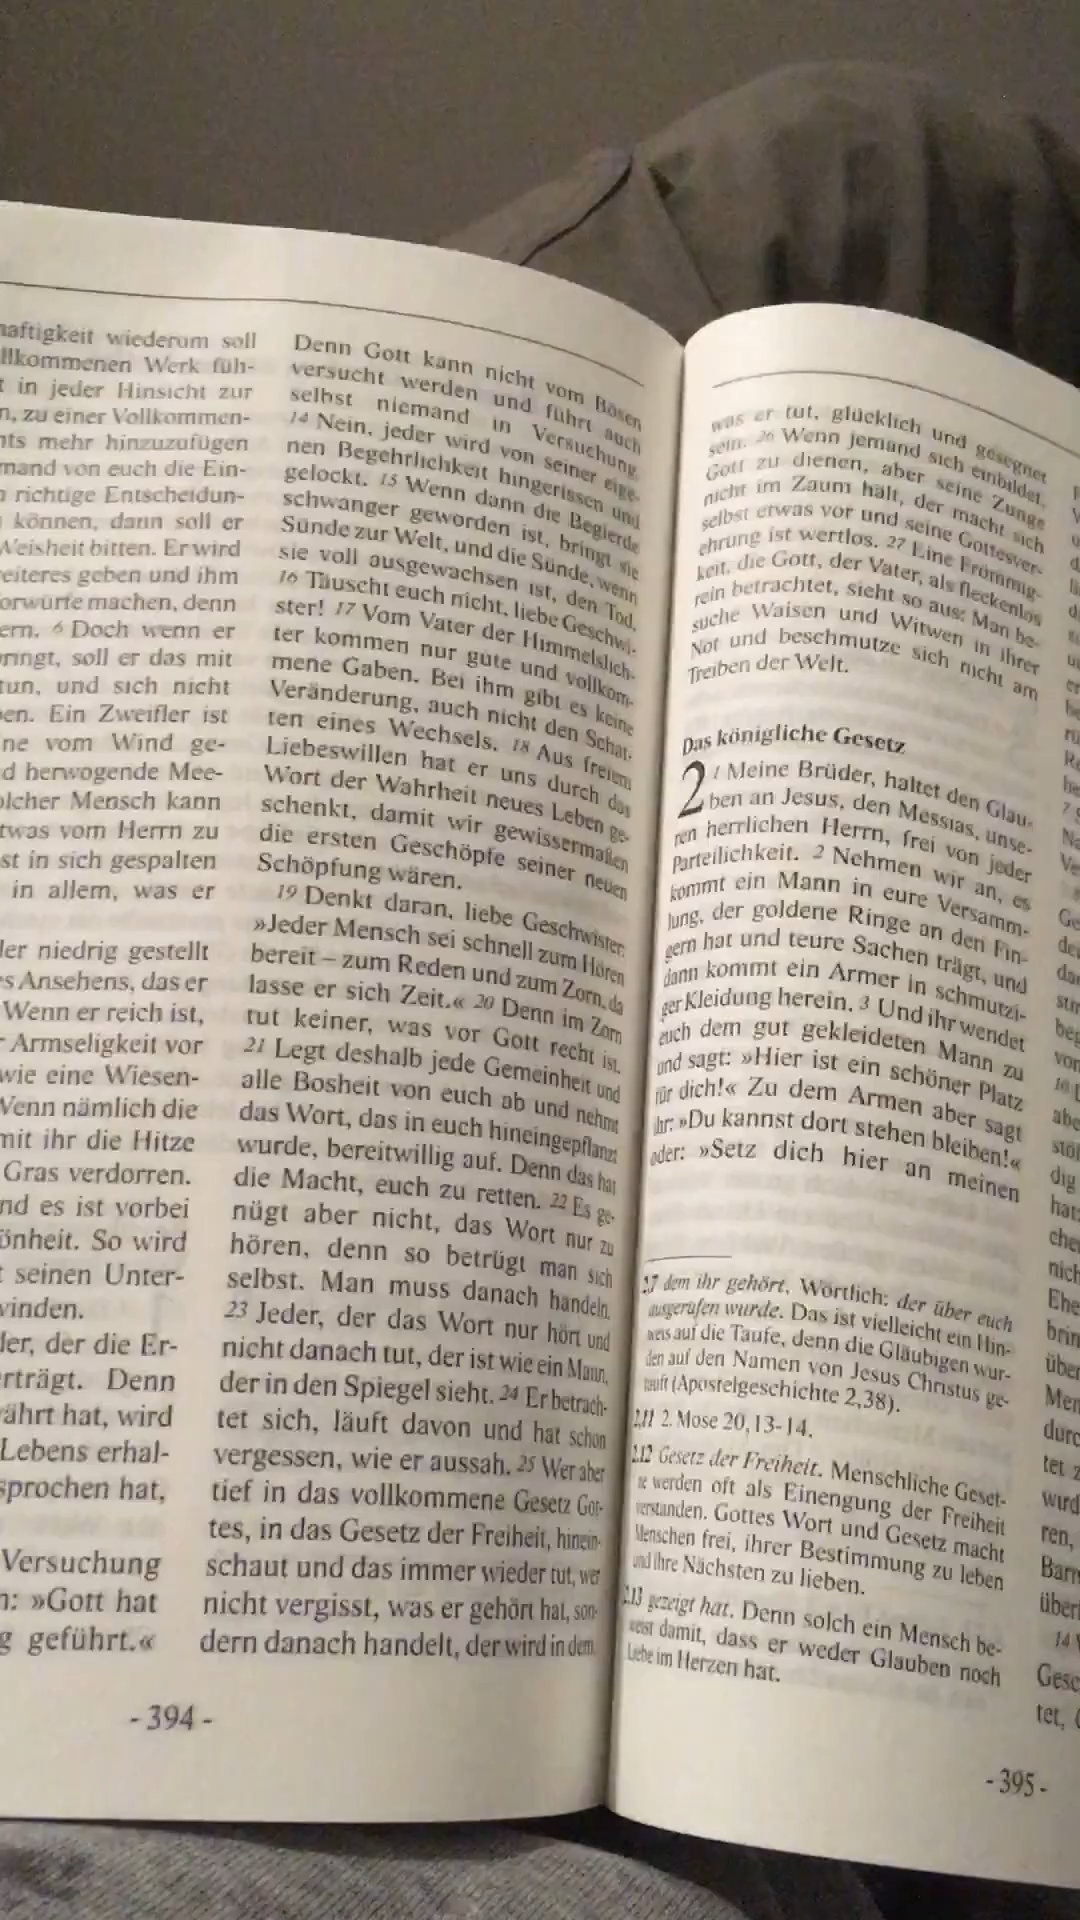 haftigkeit wiederum soll
llkommenen Werk füh-
t in jeder Hinsicht zur
n, zu einer Vollkommen-
hts mehr hinzuzufügen
mand von euch die Ein-
richtige Entscheidun-
können, dann soll er
Weisheit bitten. Er wird
eiteres geben und ihm
orwürfe machen, denn
ern. 6 Doch wenn er
ringt, soll er das mit
tun, und sich nicht
en. Ein Zweifler ist
ne vom Wind ge-
d herwogende Mee-
olcher Mensch kann
twas vom Herrn zu
st in sich gespalten
in allem, was er
der niedrig gestellt
s Ansehens, das er
Wenn er reich ist,
r Armseligkeit vor
wie eine Wiesen-
Wenn nämlich die
mit ihr die Hitze
Gras verdorren.
nd es ist vorbei
önheit. So wird
t seinen Unter-
winden.
der, der die Er-
erträgt. Denn
währt hat, wird
Lebens erhal-
sprochen hat,
Versuchung
n: »Gott hat
g geführt.«
Denn Gott kann nicht vom Bösen
versucht werden und führt auch
selbst niemand in Versuchung.
14 Nein, jeder wird von seiner eige-
nen Begehrlichkeit hingerissen und
gelockt. 15 Wenn dann die Begierde
schwanger geworden ist, bringt sie
Sünde zur Welt, und die Sünde, wenn
sie voll ausgewachsen ist, den Tod.
16 Täuscht euch nicht, liebe Geschwi-
ster! 17 Vom Vater der Himmelslich-
ter kommen nur gute und vollkom-
mene Gaben. Bei ihm gibt es keine
Veränderung, auch nicht den Schat-
ten eines Wechsels. 18 Aus freiem
Liebeswillen hat er uns durch das
Wort der Wahrheit neues Leben ge-
schenkt, damit wir gewissermaßen
die ersten Geschöpfe seiner neuen
Schöpfung wären.
19 Denkt daran, liebe Geschwister:
»Jeder Mensch sei schnell zum Hören
bereit – zum Reden und zum Zorn, da
lasse er sich Zeit.« 20 Denn im Zorn
tut keiner, was vor Gott recht ist.
21 Legt deshalb jede Gemeinheit und
alle Bosheit von euch ab und nehmt
das Wort, das in euch hineingepflanzt
wurde, bereitwillig auf. Denn das hat
die Macht, euch zu retten. 22 Es ge-
nügt aber nicht, das Wort nur zu
hören, denn so betrügt man sich
selbst. Man muss danach handeln.
23 Jeder, der das Wort nur hört und
nicht danach tut, der ist wie ein Mann,
der in den Spiegel sieht. 24 Er betrach-
tet sich, läuft davon und hat schon
vergessen, wie er aussah. 25 Wer aber
tief in das vollkommene Gesetz Got-
tes, in das Gesetz der Freiheit, hinein-
schaut und das immer wieder tut, wer
nicht vergisst, was er gehört hat, son-
dern danach handelt, der wird in dem,
- 394 -
was er tut, glücklich und gesegnet
sein. 26 Wenn jemand sich einbildet,
Gott zu dienen, aber seine Zunge
nicht im Zaum hält, der macht sich
selbst etwas vor und seine Gottesver-
ehrung ist wertlos. 27 Eine Frömmig-
keit, die Gott, der Vater, als fleckenlos
rein betrachtet, sieht so aus: Man be-
suche Waisen und Witwen in ihrer
Not und beschmutze sich nicht am
Treiben der Welt.
Das königliche Gesetz
2 1 Meine Brüder, haltet den Glau-
ben an Jesus, den Messias, unse-
ren herrlichen Herrn, frei von jeder
Parteilichkeit. 2 Nehmen wir an, es
kommt ein Mann in eure Versamm-
lung, der goldene Ringe an den Fin-
gern hat und teure Sachen trägt, und
dann kommt ein Armer in schmutzi-
ger Kleidung herein. 3 Und ihr wendet
euch dem gut gekleideten Mann zu
und sagt: »Hier ist ein schöner Platz
für dich!« Zu dem Armen aber sagt
ihr: »Du kannst dort stehen bleiben!«
oder: »Setz dich hier an meinen
2,7 dem ihr gehört. Wörtlich: der über euch
ausgerufen wurde. Das ist vielleicht ein Hin-
weis auf die Taufe, denn die Gläubigen wur-
den auf den Namen von Jesus Christus ge-
tauft (Apostelgeschichte 2,38).
2,11 2. Mose 20,13-14.
2,12 Gesetz der Freiheit. Menschliche Geset-
ze werden oft als Einengung der Freiheit
verstanden. Gottes Wort und Gesetz macht
Menschen frei, ihrer Bestimmung zu leben
und ihre Nächsten zu lieben.
2,13 gezeigt hat. Denn solch ein Mensch be-
weist damit, dass er weder Glauben noch
Liebe im Herzen hat.
- 395 -